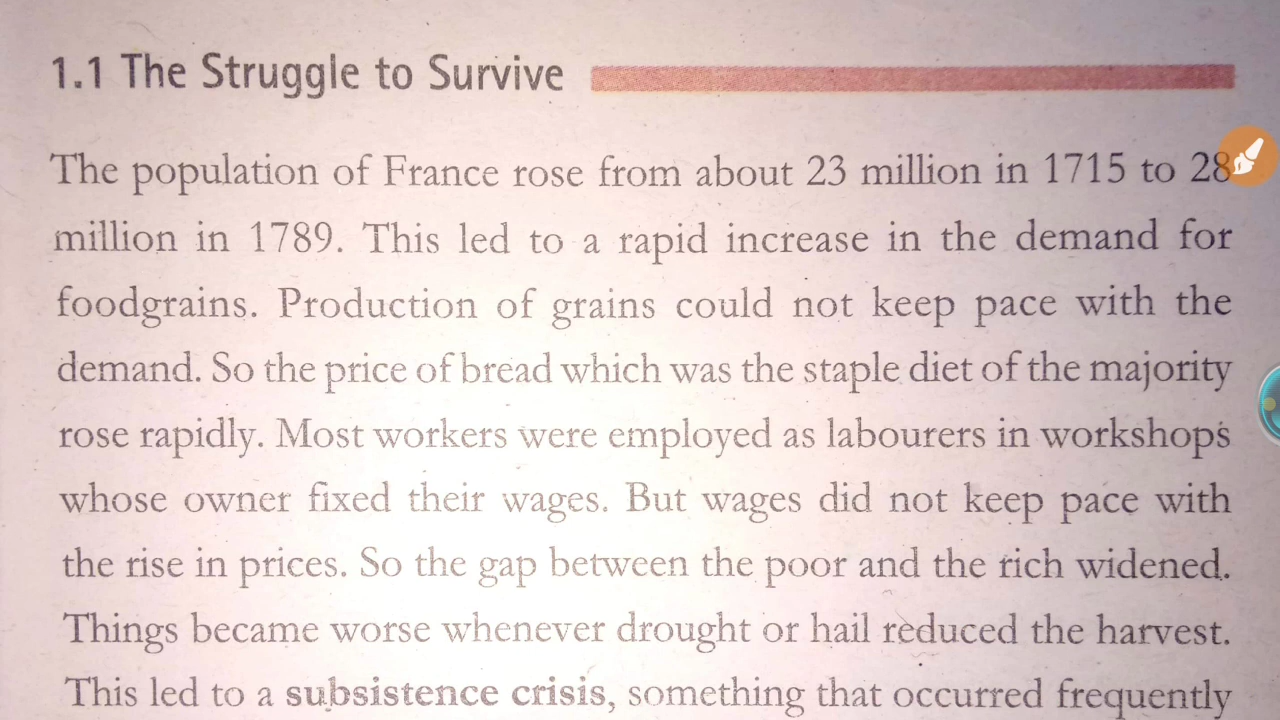 1.1 The Struggle to Survive
The population of France rose from about 23 million in 1715 to 28
million in 1789. This led to a rapid increase in the demand for
foodgrains. Production of grains could not keep pace with the
demand. So the price of bread which was the staple diet of the majority
rose rapidly. Most workers were employed as labourers in workshops
whose owner fixed their wages. But wages did not keep pace with
the rise in prices. So the gap between the poor and the rich widened.
Things became worse whenever drought or hail reduced the harvest.
This led to a subsistence crisis, something that occurred frequently